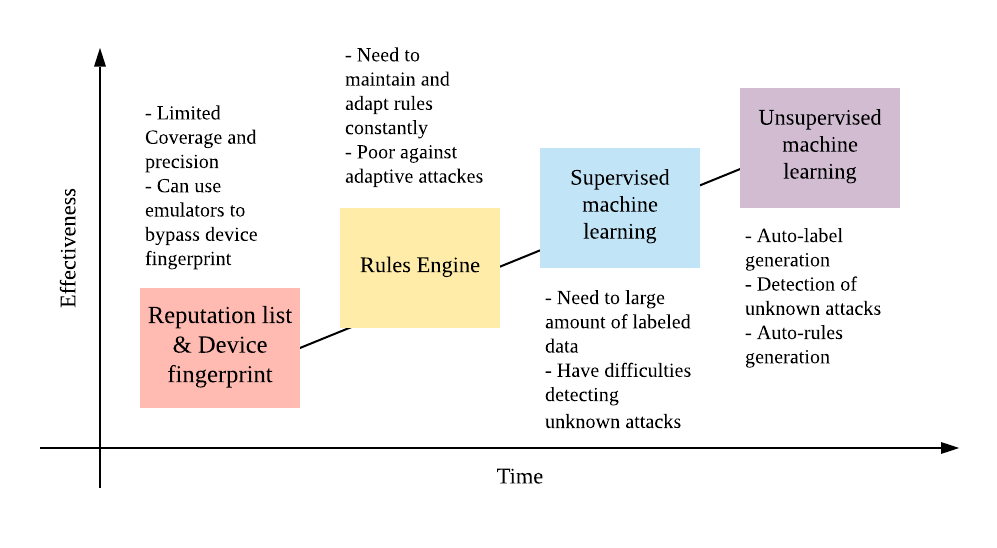 - Limited
Coverage and
precision
- Can use
emulators to
bypass device
fingerprint
Reputation list
& Device
fingerprint
- Need to
maintain and
adapt rules
constantly
- Poor against
adaptive attackes
Rules Engine
Supervised
machine
learning
- Need to large
amount of labeled
data
- Have difficulties
detecting
unknown attacks
Unsupervised
machine
learning
- Auto-label
generation
- Detection of
unknown attacks
- Auto-rules
generation
Effectiveness
Time